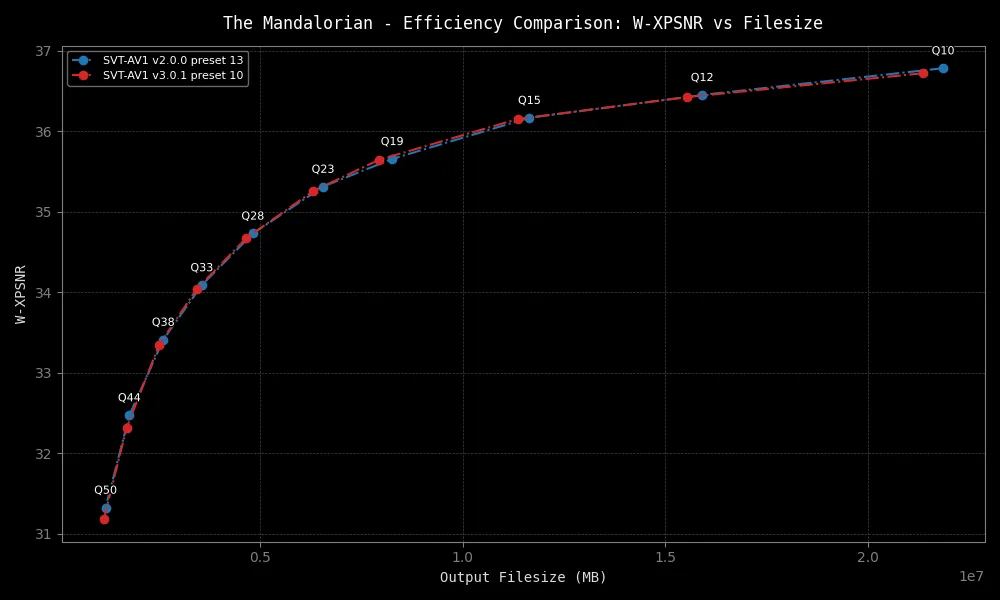 The Mandalorian - Efficiency Comparison: W-XPSNR vs Filesize
SVT-AV1 v2.0.0 preset 13
SVT-AV1 v3.0.1 preset 10
Q10
Q12
Q15
Q19
Q23
Q28
Q33
Q38
Q44
Q50
37
36
35
34
33
32
31
W-XPSNR
0.5
1.0
1.5
2.0
1e7
Output Filesize (MB)